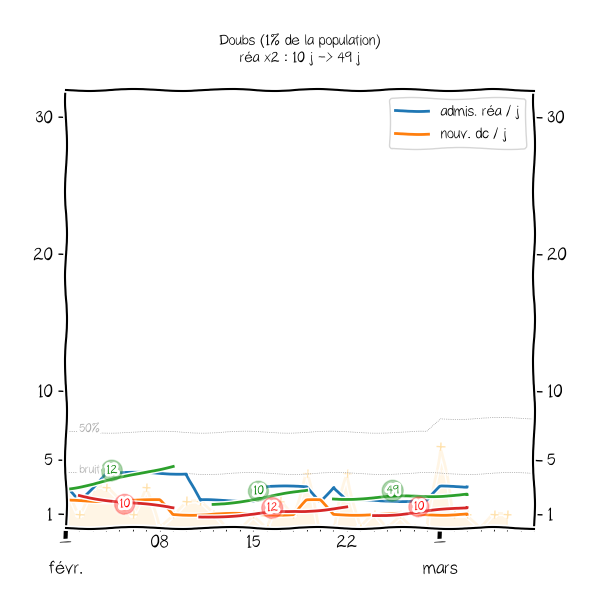 Doubs (1% de la population)
réa x2 : 10 j -> 49 j
admis. réa / j
nouv. dc / j
30 30
20 20
10 10
50%
5 5
bruit 12
10 10 12 49 10
1 1
08 15 22
févr. mars